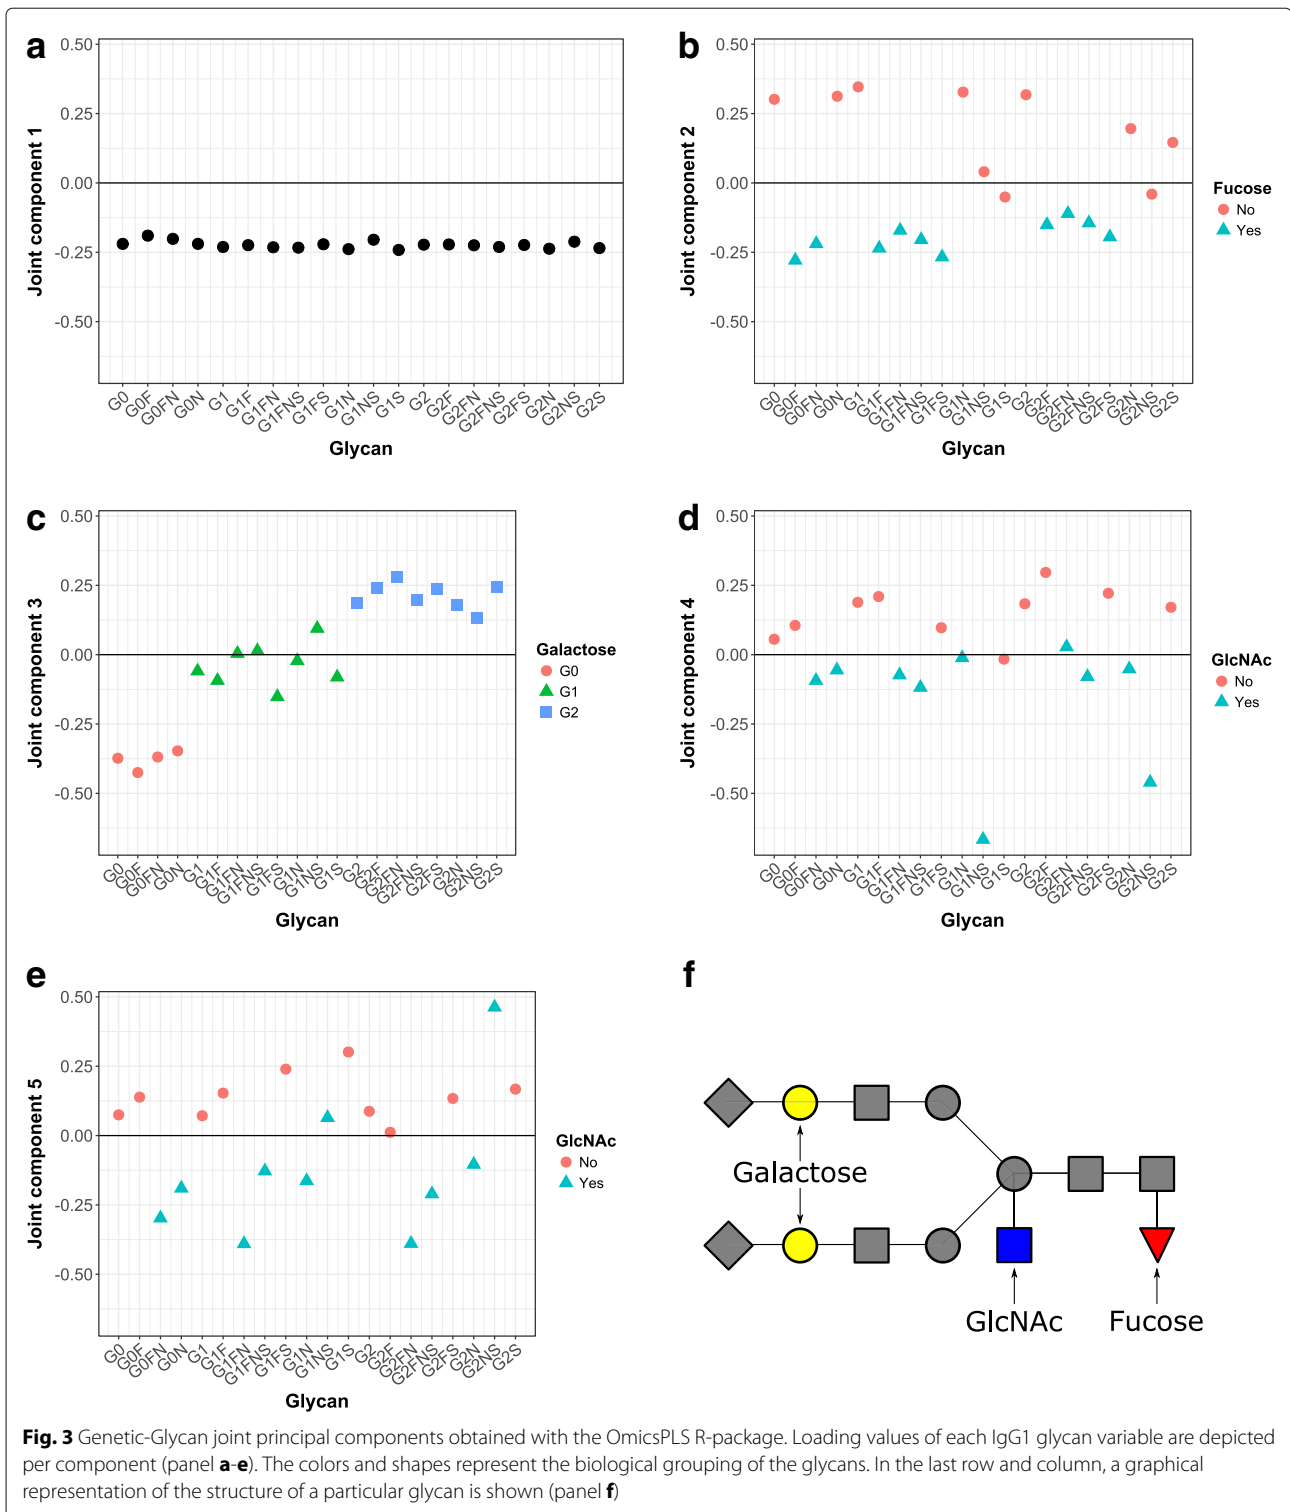 a
0.50
0.25
0.00
-0.25
-0.50
Joint component 1
G0 G0F G0FN G0N G1 G1F G1FN G1FNS G1FS G1N G1NS G1S G2 G2F G2FN G2FNS G2FS G2N G2NS G2S
Glycan
b
0.50
0.25
0.00
-0.25
-0.50
Joint component 2
G0 G0F G0FN G0N G1 G1F G1FN G1FNS G1FS G1N G1NS G1S G2 G2F G2FN G2FNS G2FS G2N G2NS G2S
Glycan
Fucose
No
Yes
c
0.50
0.25
0.00
-0.25
-0.50
Joint component 3
G0 G0F G0FN G0N G1 G1F G1FN G1FNS G1FS G1N G1NS G1S G2 G2F G2FN G2FNS G2FS G2N G2NS G2S
Glycan
Galactose
G0
G1
G2
d
0.50
0.25
0.00
-0.25
-0.50
Joint component 4
G0 G0F G0FN G0N G1 G1F G1FN G1FNS G1FS G1N G1NS G1S G2 G2F G2FN G2FNS G2FS G2N G2NS G2S
Glycan
GlcNAc
No
Yes
e
0.50
0.25
0.00
-0.25
-0.50
Joint component 5
G0 G0F G0FN G0N G1 G1F G1FN G1FNS G1FS G1N G1NS G1S G2 G2F G2FN G2FNS G2FS G2N G2NS G2S
Glycan
GlcNAc
No
Yes
f
Galactose
GlcNAc
Fucose
Fig. 3 Genetic-Glycan joint principal components obtained with the OmicsPLS R-package. Loading values of each IgG1 glycan variable are depicted
per component (panel a-e). The colors and shapes represent the biological grouping of the glycans. In the last row and column, a graphical
representation of the structure of a particular glycan is shown (panel f)